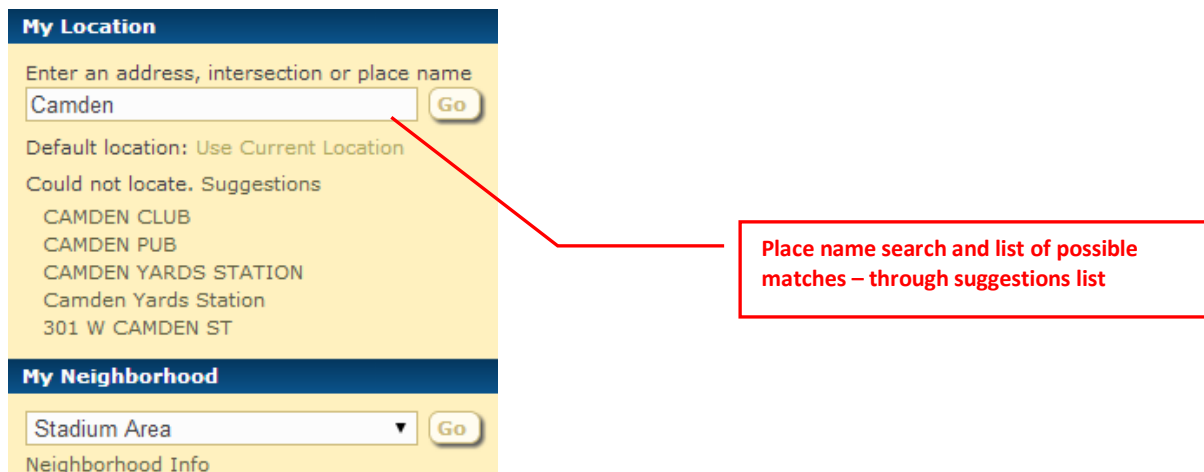 My Location
Enter an address, intersection or place name
Camden
Go
Default location: Use Current Location
Could not locate. Suggestions
CAMDEN CLUB
CAMDEN PUB
CAMDEN YARDS STATION
Camden Yards Station
301 W CAMDEN ST
Place name search and list of possible
matches – through suggestions list
My Neighborhood
Stadium Area
Go
Neighborhood Info